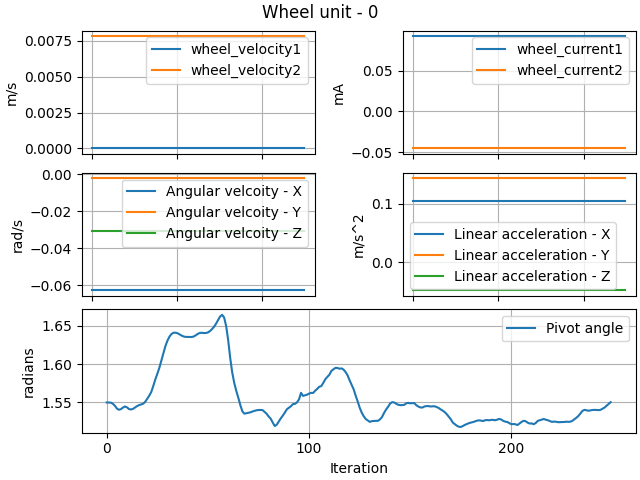 Wheel unit - 0
0.0075
0.0050
0.0025
0.0000
m/s
wheel_velocity1
wheel_velocity2
0.05
0.00
−0.05
mA
wheel_current1
wheel_current2
0.00
−0.02
−0.04
−0.06
rad/s
Angular velcoity - X
Angular velcoity - Y
Angular velcoity - Z
0.1
0.0
m/s^2
Linear acceleration - X
Linear acceleration - Y
Linear acceleration - Z
1.65
1.60
1.55
radians
Pivot angle
0 100 200
Iteration